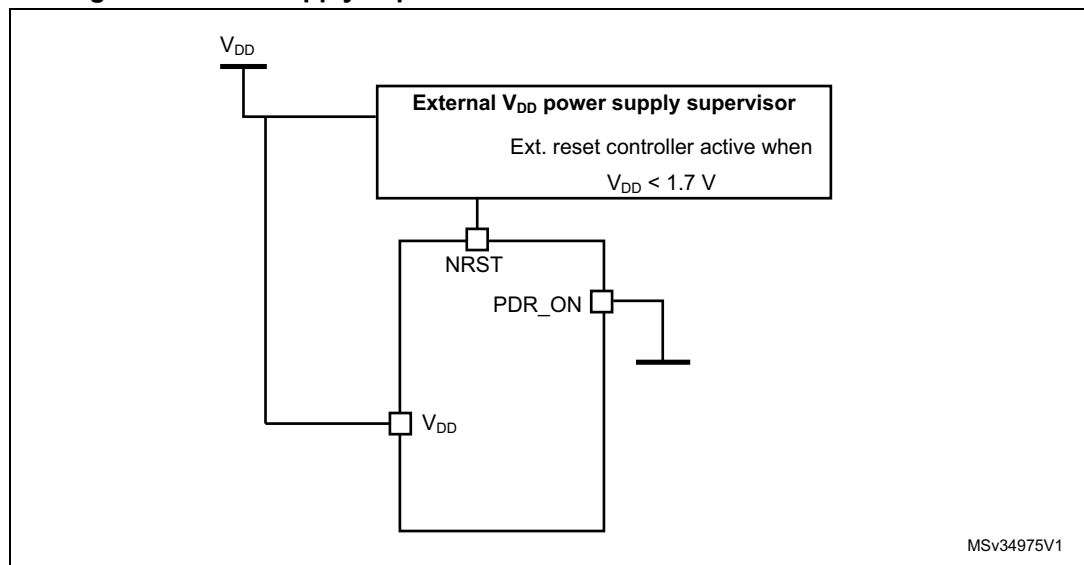 VDD
External VDD power supply supervisor
Ext. reset controller active when
VDD < 1.7 V
NRST
PDR_ON
VDD
MSv34975V1